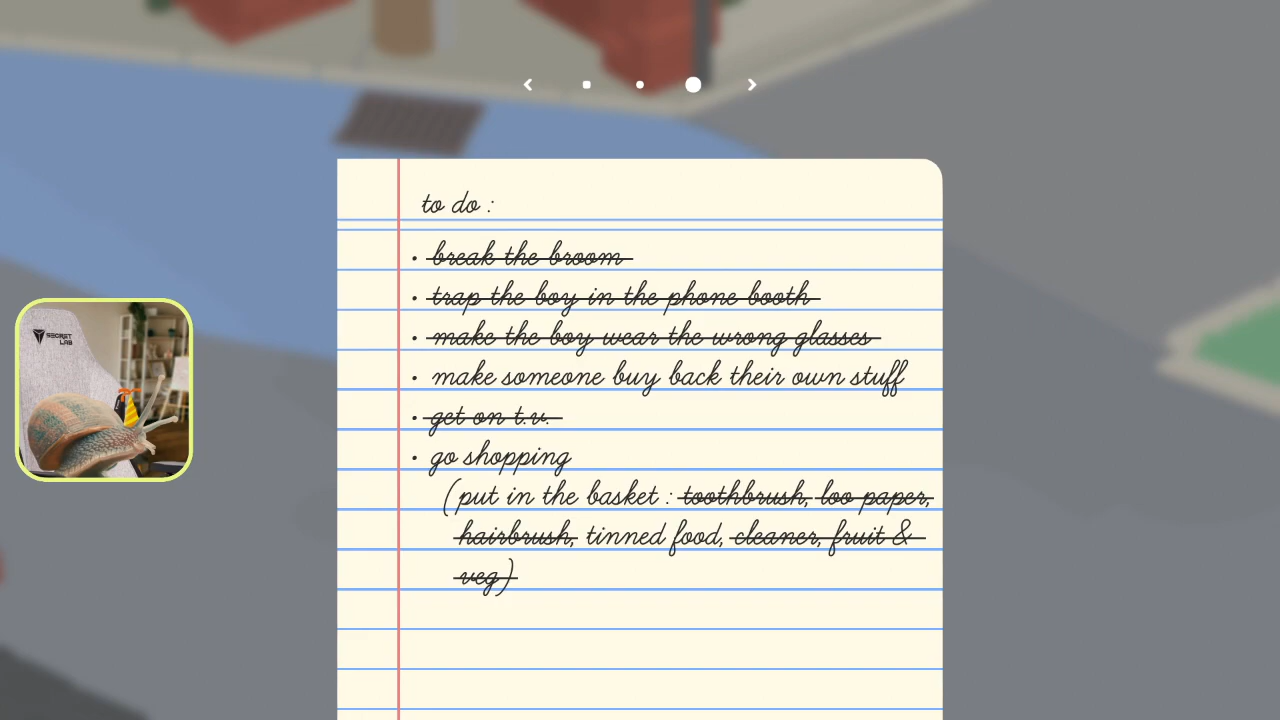 to do :
• break the broom
• trap the boy in the phone booth
• make the boy wear the wrong glasses
• make someone buy back their own stuff
• get on t.v.
• go shopping
(put in the basket : toothbrush, loo paper,
hairbrush, tinned food, cleaner, fruit &
veg)
SECRET
LAB